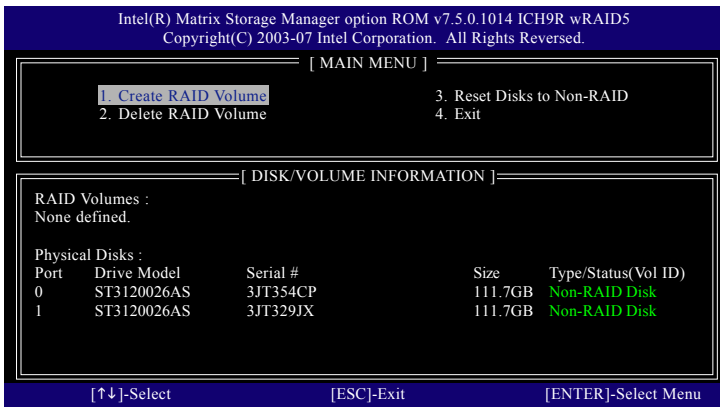 Intel(R) Matrix Storage Manager option ROM v7.5.0.1014 ICH9R wRAID5
Copyright(C) 2003-07 Intel Corporation.  All Rights Reversed.
[ MAIN MENU ]
1. Create RAID Volume 3. Reset Disks to Non-RAID
2. Delete RAID Volume 4. Exit
[ DISK/VOLUME INFORMATION ]
RAID Volumes :
None defined.
Physical Disks :
Port Drive Model Serial # Size Type/Status(Vol ID)
0 ST3120026AS 3JT354CP 111.7GB Non-RAID Disk
1 ST3120026AS 3JT329JX 111.7GB Non-RAID Disk
[↑↓]-Select [ESC]-Exit [ENTER]-Select Menu